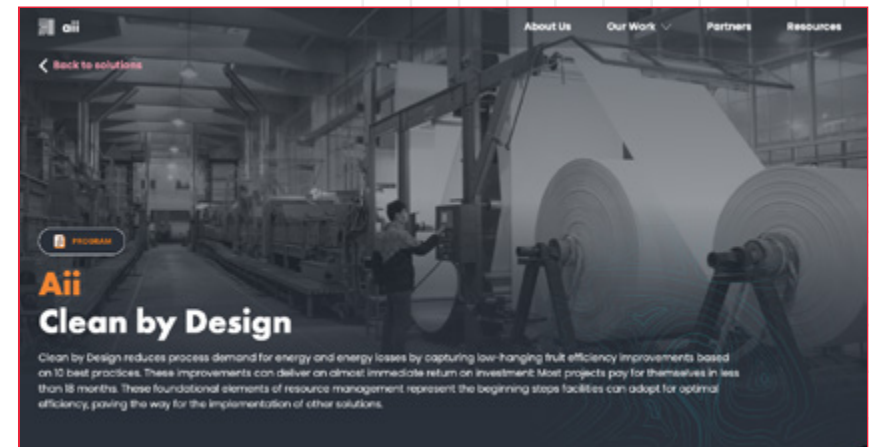 aii
About Us
Our Work
Partners
Resources
Back to solutions
PROGRAM
Aii
Clean by Design
Clean by Design reduces process demand for energy and energy losses by capturing low-hanging fruit efficiency improvements based
on 10 best practices. These improvements can deliver an almost immediate return on investment. Most projects pay for themselves in less
than 18 months. These foundational elements of resource management represent the beginning steps facilities can adopt for optimal
efficiency, paving the way for the implementation of other solutions.